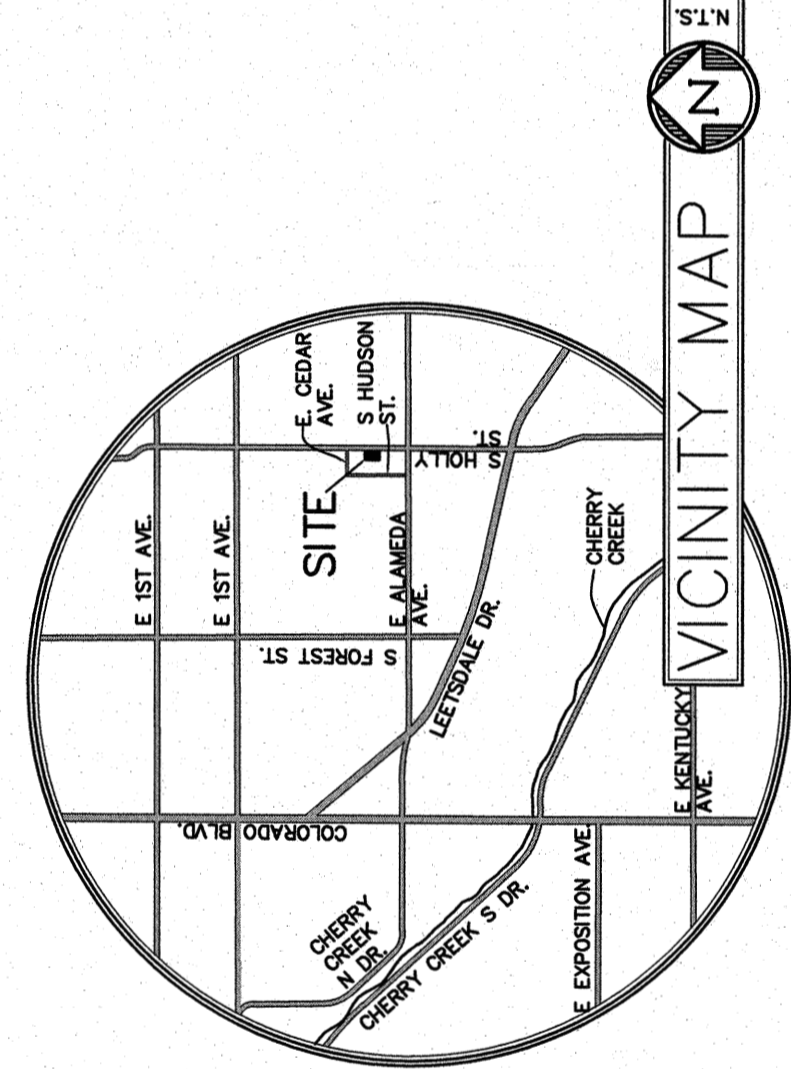 E 1ST AVE.
E 1ST AVE.
E. CEDAR
AVE.
S HUDSON
ST.
SITE
E ALAMEDA
AVE.
S HOLLY
ST.
S FOREST ST.
LEETSDALE DR.
COLORADO BLVD.
CHERRY
CREEK
N DR.
CHERRY CREEK S DR.
CHERRY
CREEK
E EXPOSITION AVE.
E KENTUCKY
AVE.
VICINITY MAP
N
N.T.S.